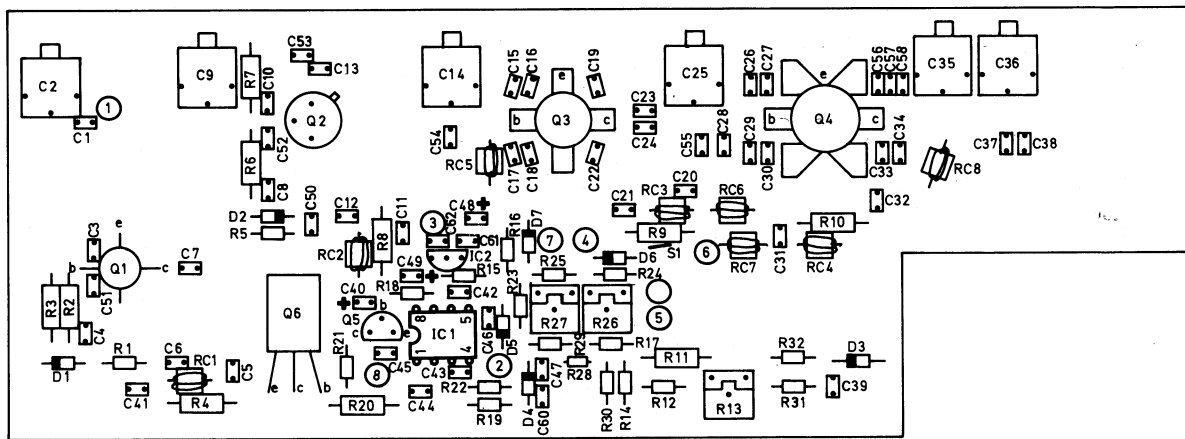 C2
1
C1
C9
R7
C10
C53
C13
Q2
R6
C52
C8
C14
C54
RC5
C15
C16
C19
e
b
Q3
c
C17
C18
C22
C23
C24
C25
C55
C28
C26
C27
e
b
Q4
c
C29
C30
C56
C57
C58
C35
C36
C33
C34
RC8
C37
C38
C32
D2
R5
C50
C12
RC2
R8
C11
3
C62
C48
+
C61
IC2
R16
D7
7
4
C21
RC3
C20
R9
S1
RC6
6
RC7
C31
R10
RC4
C3
e
b
Q1
c
C7
C51
R3
R2
C4
D1
R1
C6
RC1
C41
R4
C5
Q6
e
c
b
C49
+
R18
R15
C42
C40
+
Q5
b
c
e
8
5
IC1
1
4
R21
C45
8
C43
R22
C44
R19
R20
C46
D5
2
R23
R25
D6
R24
R27
R26
5
R17
R29
R28
D4
C47
C60
R30
R14
R11
R12
R13
R32
R31
D3
C39